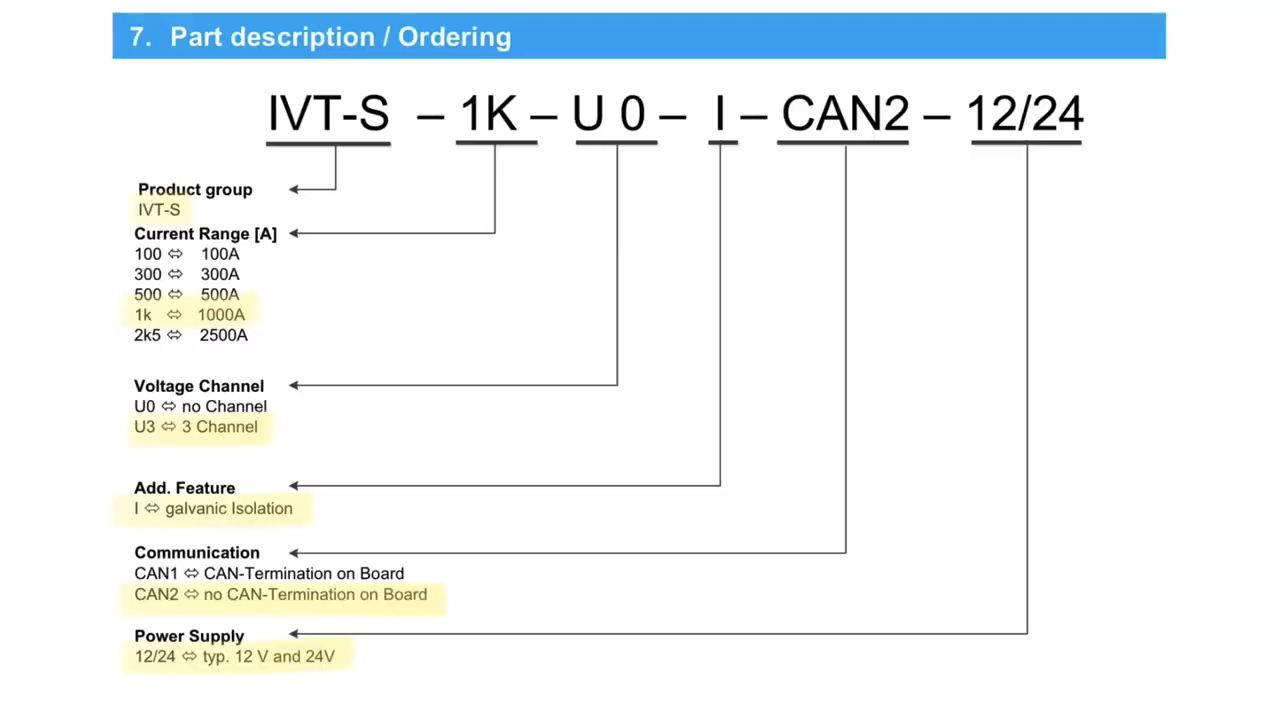 7. Part description / Ordering
IVT-S – 1K – U 0 – I – CAN2 – 12/24
Product group
IVT-S
Current Range [A]
100 ⇔ 100A
300 ⇔ 300A
500 ⇔ 500A
1k ⇔ 1000A
2k5 ⇔ 2500A
Voltage Channel
U0 ⇔ no Channel
U3 ⇔ 3 Channel
Add. Feature
I ⇔ galvanic Isolation
Communication
CAN1 ⇔ CAN-Termination on Board
CAN2 ⇔ no CAN-Termination on Board
Power Supply
12/24 ⇔ typ. 12 V and 24V